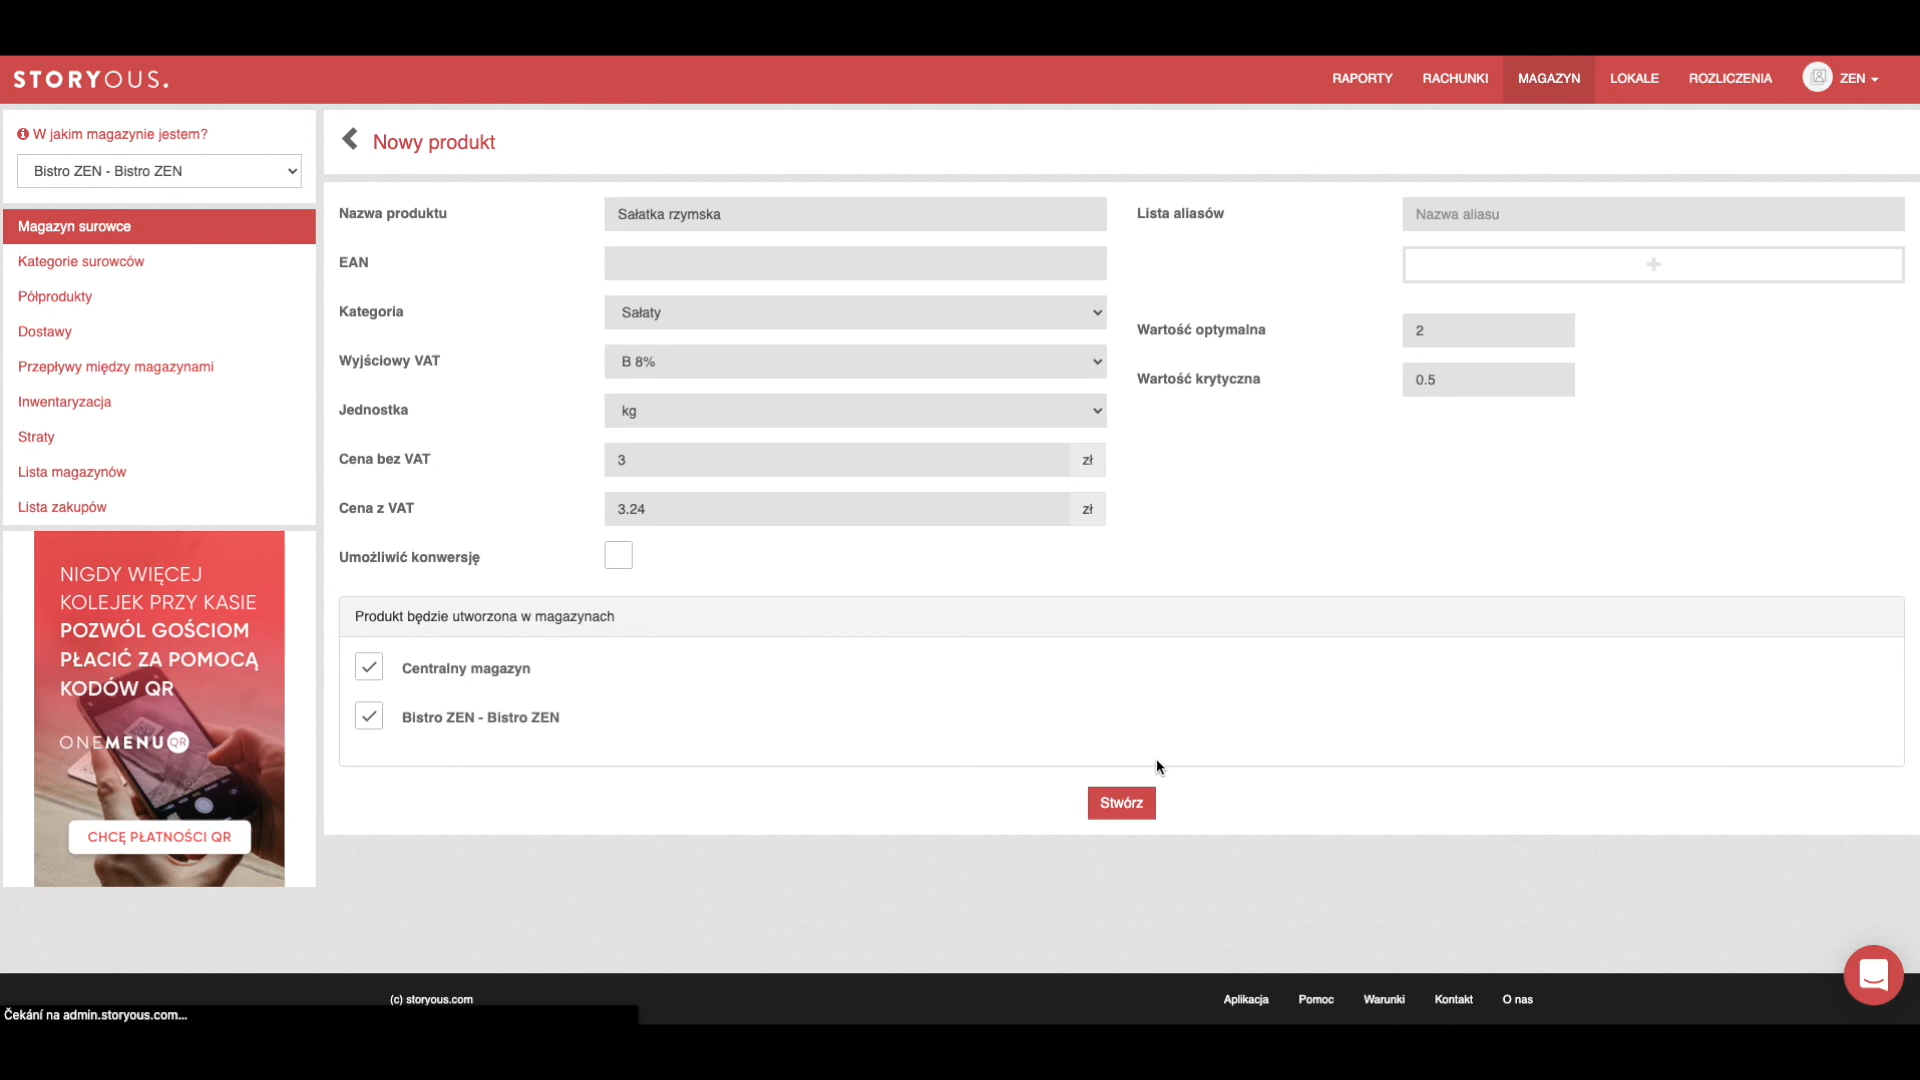 STORYOUS.
RAPORTY
RACHUNKI
MAGAZYN
LOKALE
ROZLICZENIA
ZEN
W jakim magazynie jestem?
Bistro ZEN - Bistro ZEN
Magazyn surowce
Kategorie surowców
Półprodukty
Dostawy
Przepływy między magazynami
Inwentaryzacja
Straty
Lista magazynów
Lista zakupów
NIGDY WIĘCEJ
KOLEJEK PRZY KASIE
POZWÓL GOŚCIOM
PŁACIĆ ZA POMOCĄ
KODÓW QR
ONEMENU QR
CHCĘ PŁATNOŚCI QR
Nowy produkt
Nazwa produktu
Sałatka rzymska
EAN
Kategoria
Sałaty
Wyjściowy VAT
B 8%
Jednostka
kg
Cena bez VAT
3
zł
Cena z VAT
3.24
zł
Umożliwić konwersję
Lista aliasów
Nazwa aliasu
+
Wartość optymalna
2
Wartość krytyczna
0.5
Produkt będzie utworzona w magazynach
Centralny magazyn
Bistro ZEN - Bistro ZEN
Stwórz
(c) storyous.com
Aplikacja
Pomoc
Warunki
Kontakt
O nas
Čekání na admin.storyous.com...